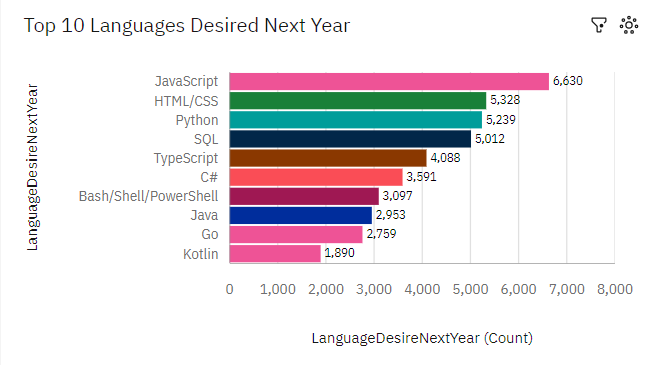 Top 10 Languages Desired Next Year
LanguageDesireNextYear
JavaScript 6,630
HTML/CSS 5,328
Python 5,239
SQL 5,012
TypeScript 4,088
C# 3,591
Bash/Shell/PowerShell 3,097
Java 2,953
Go 2,759
Kotlin 1,890
0 1,000 2,000 3,000 4,000 5,000 6,000 7,000 8,000
LanguageDesireNextYear (Count)